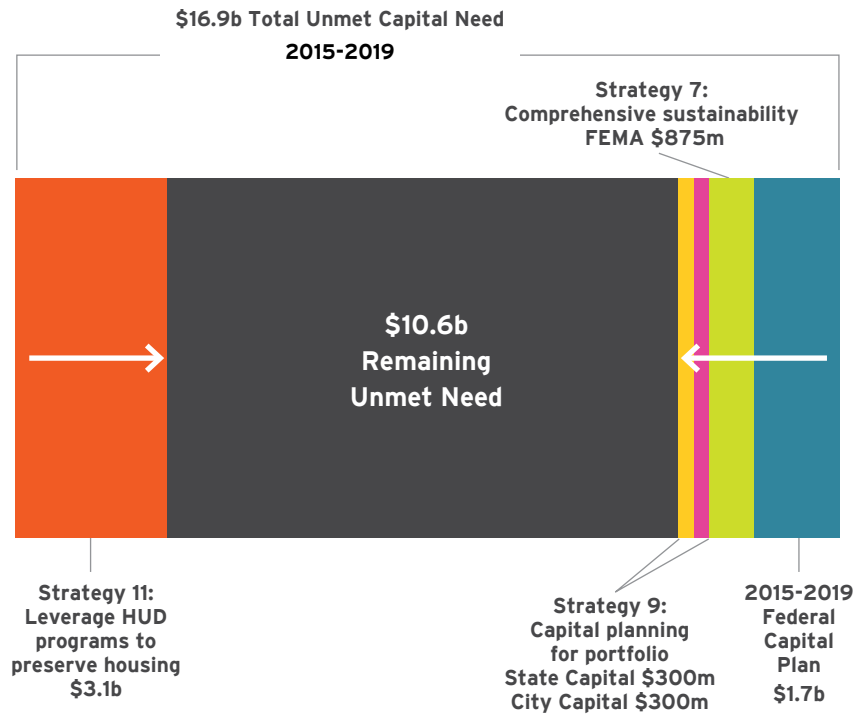 $16.9b Total Unmet Capital Need
2015-2019
Strategy 7:
Comprehensive sustainability
FEMA $875m
$10.6b
Remaining
Unmet Need
Strategy 11:
Leverage HUD
programs to
preserve housing
$3.1b
Strategy 9:
Capital planning
for portfolio
State Capital $300m
City Capital $300m
2015-2019
Federal
Capital
Plan
$1.7b